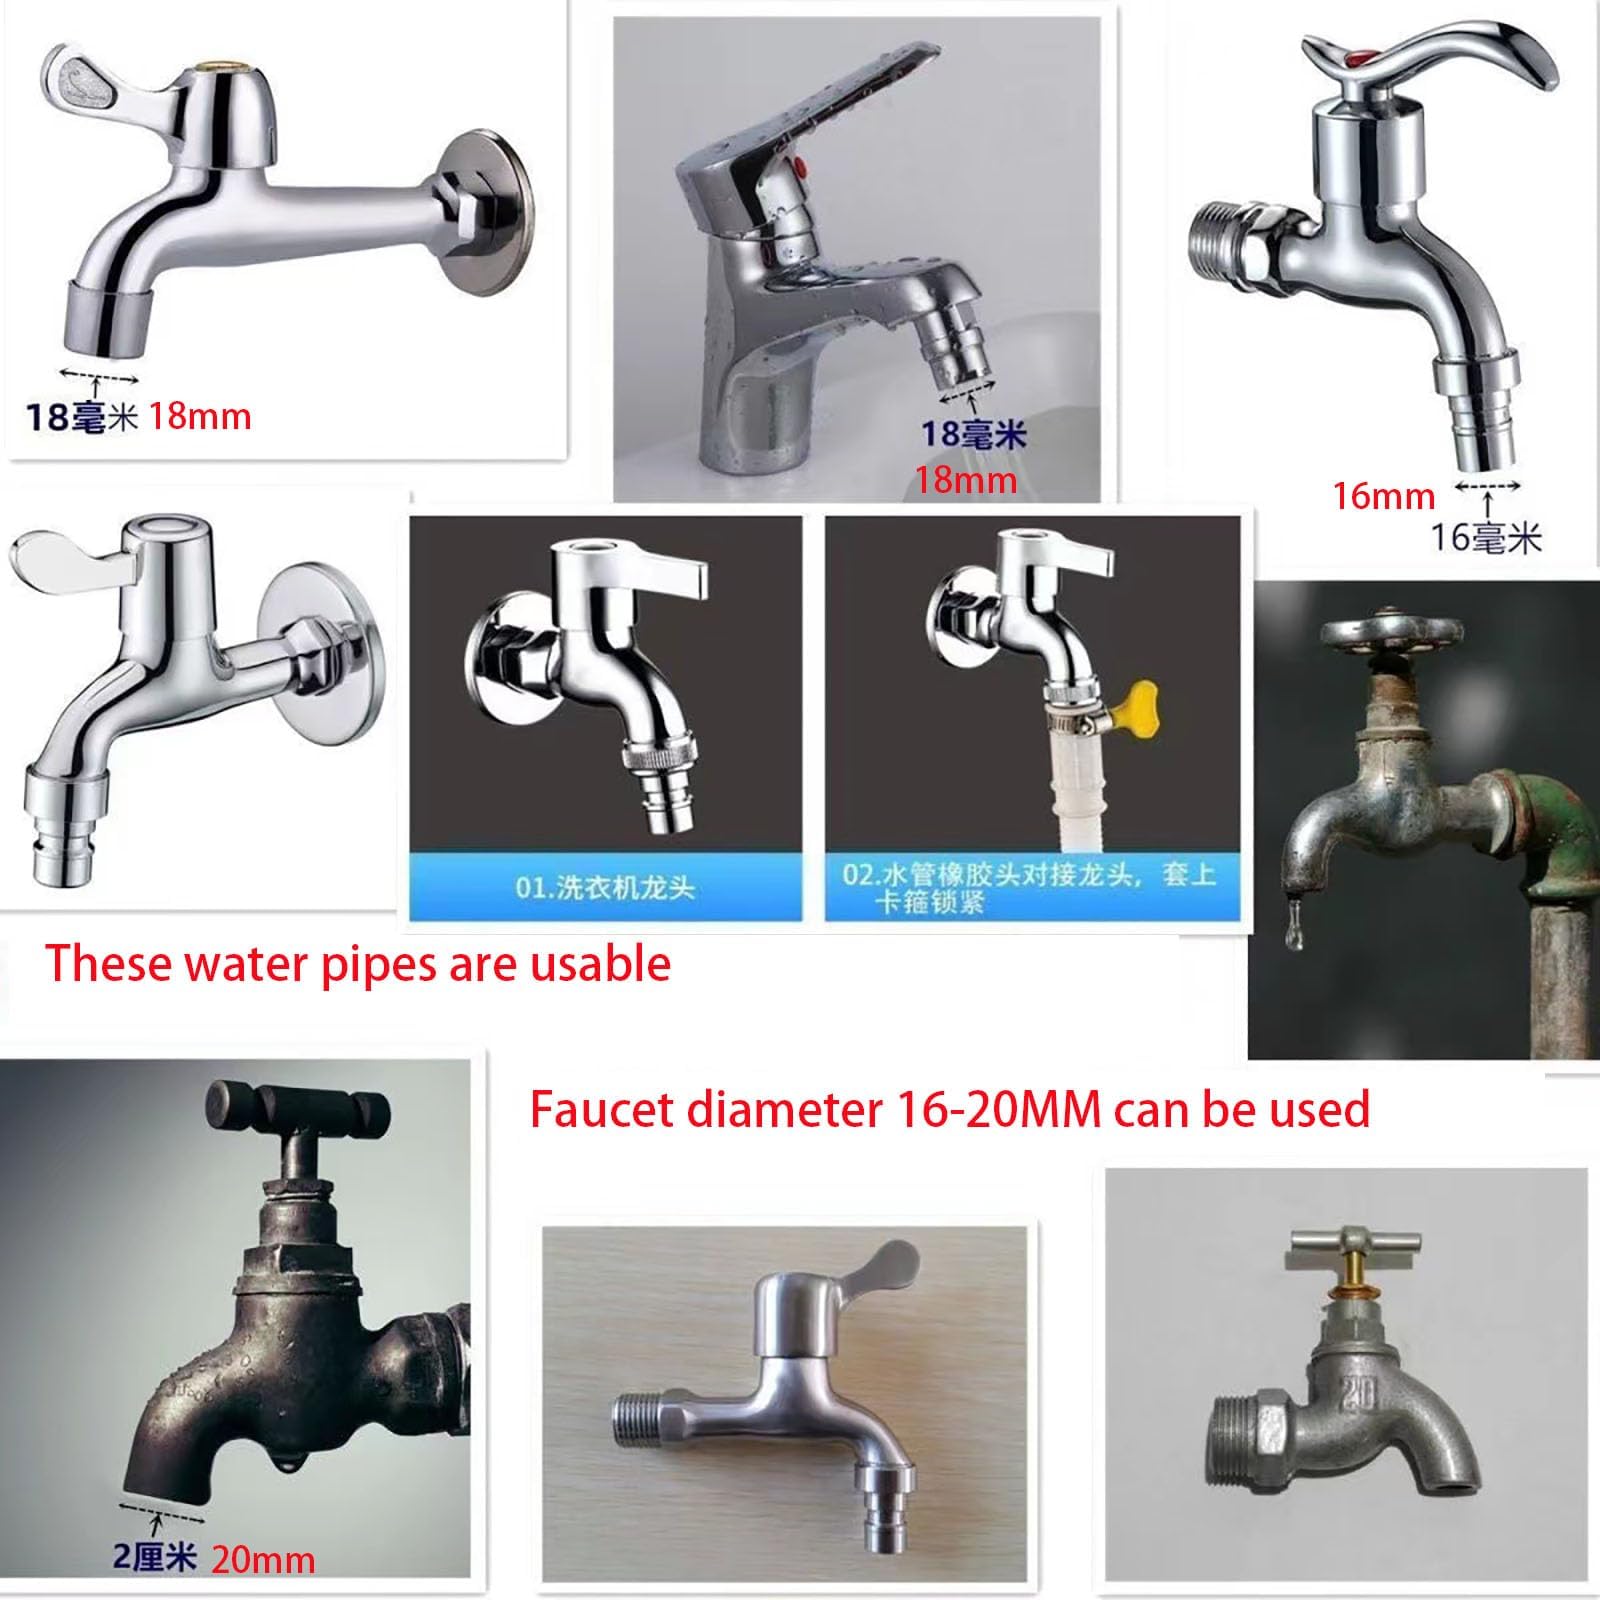 18毫米 18mm
18毫米
18mm
16mm
16毫米
01.洗衣机龙头
02.水管橡胶头对接龙头，套上
卡箍锁紧
These water pipes are usable
Faucet diameter 16-20MM can be used
20
2厘米 20mm